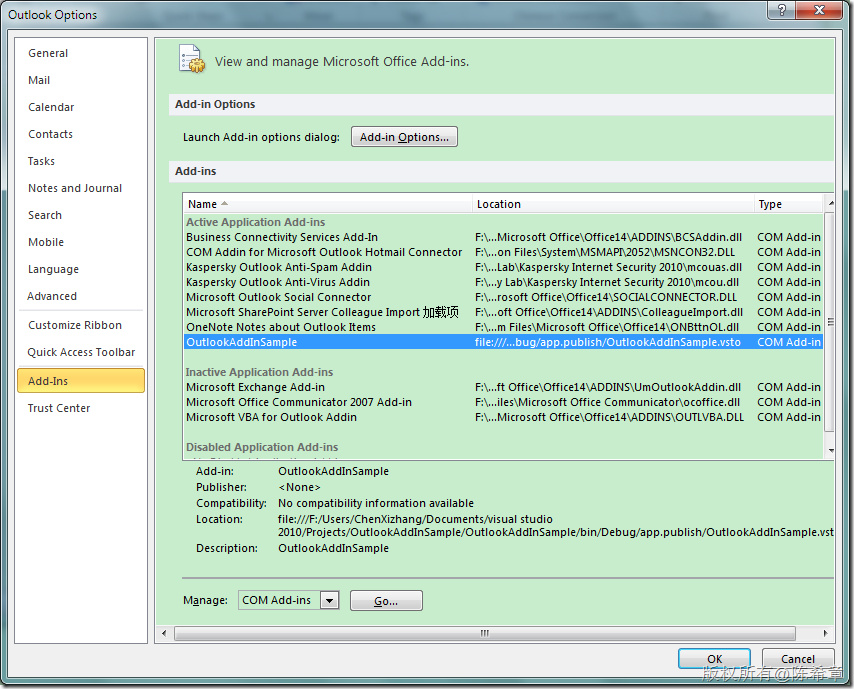 Outlook Options
General
Mail
Calendar
Contacts
Tasks
Notes and Journal
Search
Mobile
Language
Advanced
Customize Ribbon
Quick Access Toolbar
Add-Ins
Trust Center
View and manage Microsoft Office Add-ins.
Add-in Options
Launch Add-in options dialog: Add-in Options...
Add-ins
Name Location Type
Active Application Add-ins
Business Connectivity Services Add-In F:\...Microsoft Office\Office14\ADDINS\BCSAddin.dll COM Add-in
COM Addin for Microsoft Outlook Hotmail Connector F:\...on Files\System\MSMAPI\2052\MSNCON32.DLL COM Add-in
Kaspersky Outlook Anti-Spam Addin F:\...Lab\Kaspersky Internet Security 2010\mcouas.dll COM Add-in
Kaspersky Outlook Anti-Virus Addin F:\...y Lab\Kaspersky Internet Security 2010\mcou.dll COM Add-in
Microsoft Outlook Social Connector F:\...rosoft Office\Office14\SOCIALCONNECTOR.DLL COM Add-in
Microsoft SharePoint Server Colleague Import 加载项 F:\...oft Office\Office14\ADDINS\ColleagueImport.dll COM Add-in
OneNote Notes about Outlook Items F:\...m Files\Microsoft Office\Office14\ONBttnOL.dll COM Add-in
OutlookAddInSample file:///...bug/app.publish/OutlookAddInSample.vsto COM Add-in
Inactive Application Add-ins
Microsoft Exchange Add-in F:\...ft Office\Office14\ADDINS\UmOutlookAddin.dll COM Add-in
Microsoft Office Communicator 2007 Add-in F:\...iles\Microsoft Office Communicator\ocoffice.dll COM Add-in
Microsoft VBA for Outlook Addin F:\...Microsoft Office\Office14\ADDINS\OUTLVBA.DLL COM Add-in
Disabled Application Add-ins
Add-in: OutlookAddInSample
Publisher: <None>
Compatibility: No compatibility information available
Location: file:///F:/Users/ChenXizhang/Documents/visual studio
2010/Projects/OutlookAddInSample/OutlookAddInSample/bin/Debug/app.publish/OutlookAddInSample.vst
Description: OutlookAddInSample
Manage: COM Add-ins Go...
OK Cancel
版权所有@陈希章